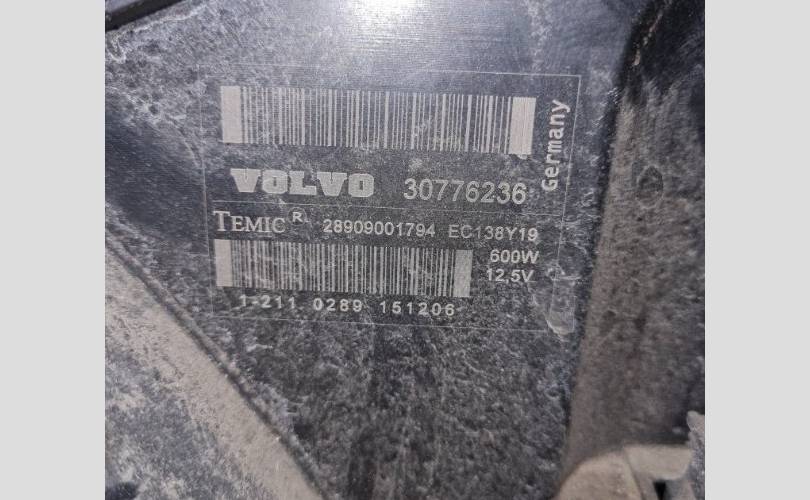 VOLVO 30776236
Germany
TEMIC® 28909001794 EC138Y19
600W
12,5V
1-211 0289 151206